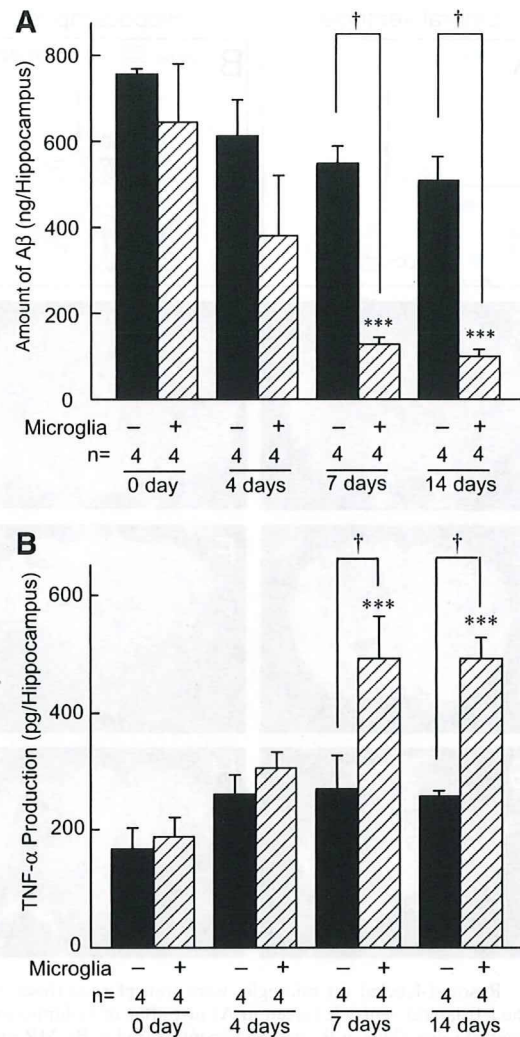 A
Amount of Aβ (ng/Hippocampus)
800
600
400
200
0
† †
*** ***
Microglia – + – + – + – +
n= 4 4 4 4 4 4 4 4
0 day 4 days 7 days 14 days
B
TNF-α Production (pg/Hippocampus)
600
400
200
0
† †
*** ***
Microglia – + – + – + – +
n= 4 4 4 4 4 4 4 4
0 day 4 days 7 days 14 days